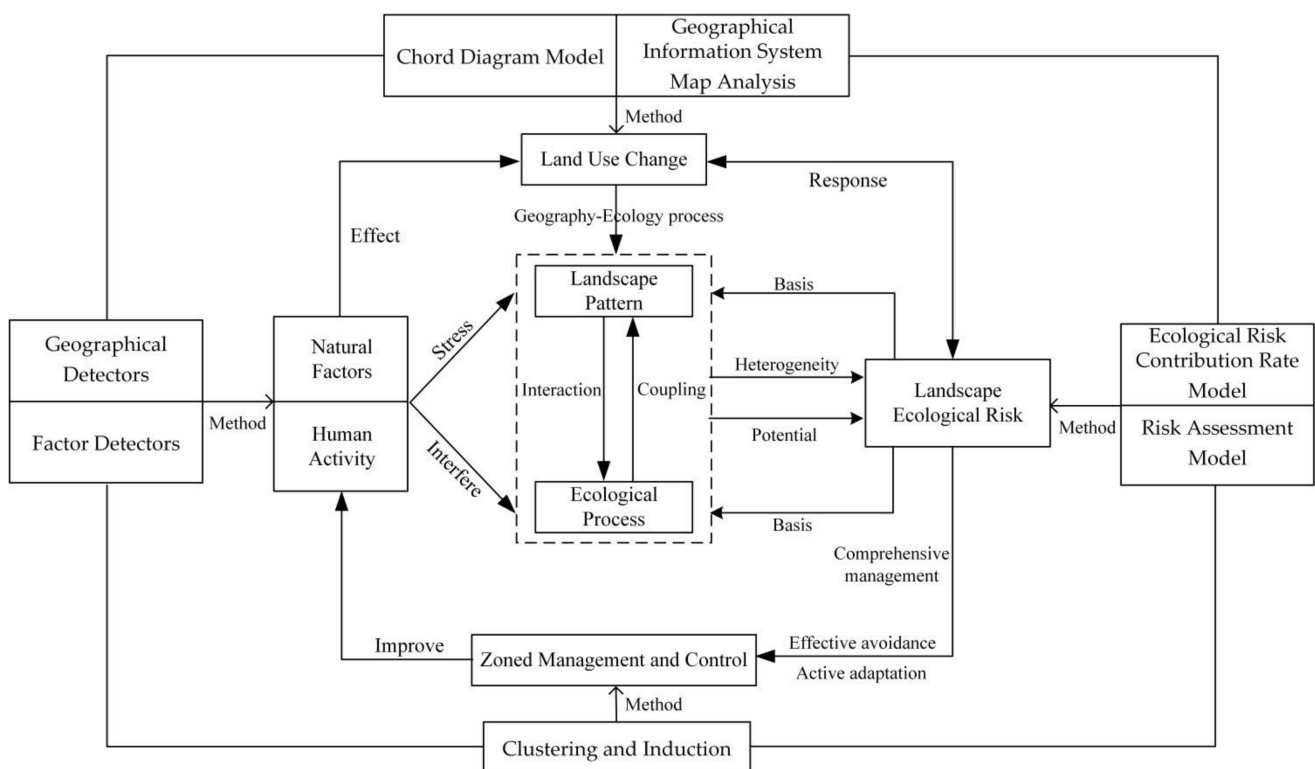 Chord Diagram Model
Geographical
Information System
Map Analysis
Method
Land Use Change
Response
Geography-Ecology process
Effect
Landscape
Pattern
Basis
Stress
Geographical
Detectors
Natural
Factors
Ecological Risk
Contribution Rate
Model
Heterogeneity
Interaction
Coupling
Landscape
Ecological Risk
Method
Method
Factor Detectors
Human
Activity
Potential
Risk Assessment
Model
Interfere
Ecological
Process
Basis
Comprehensive
management
Improve
Zoned Management and Control
Effective avoidance
Active adaptation
Method
Clustering and Induction